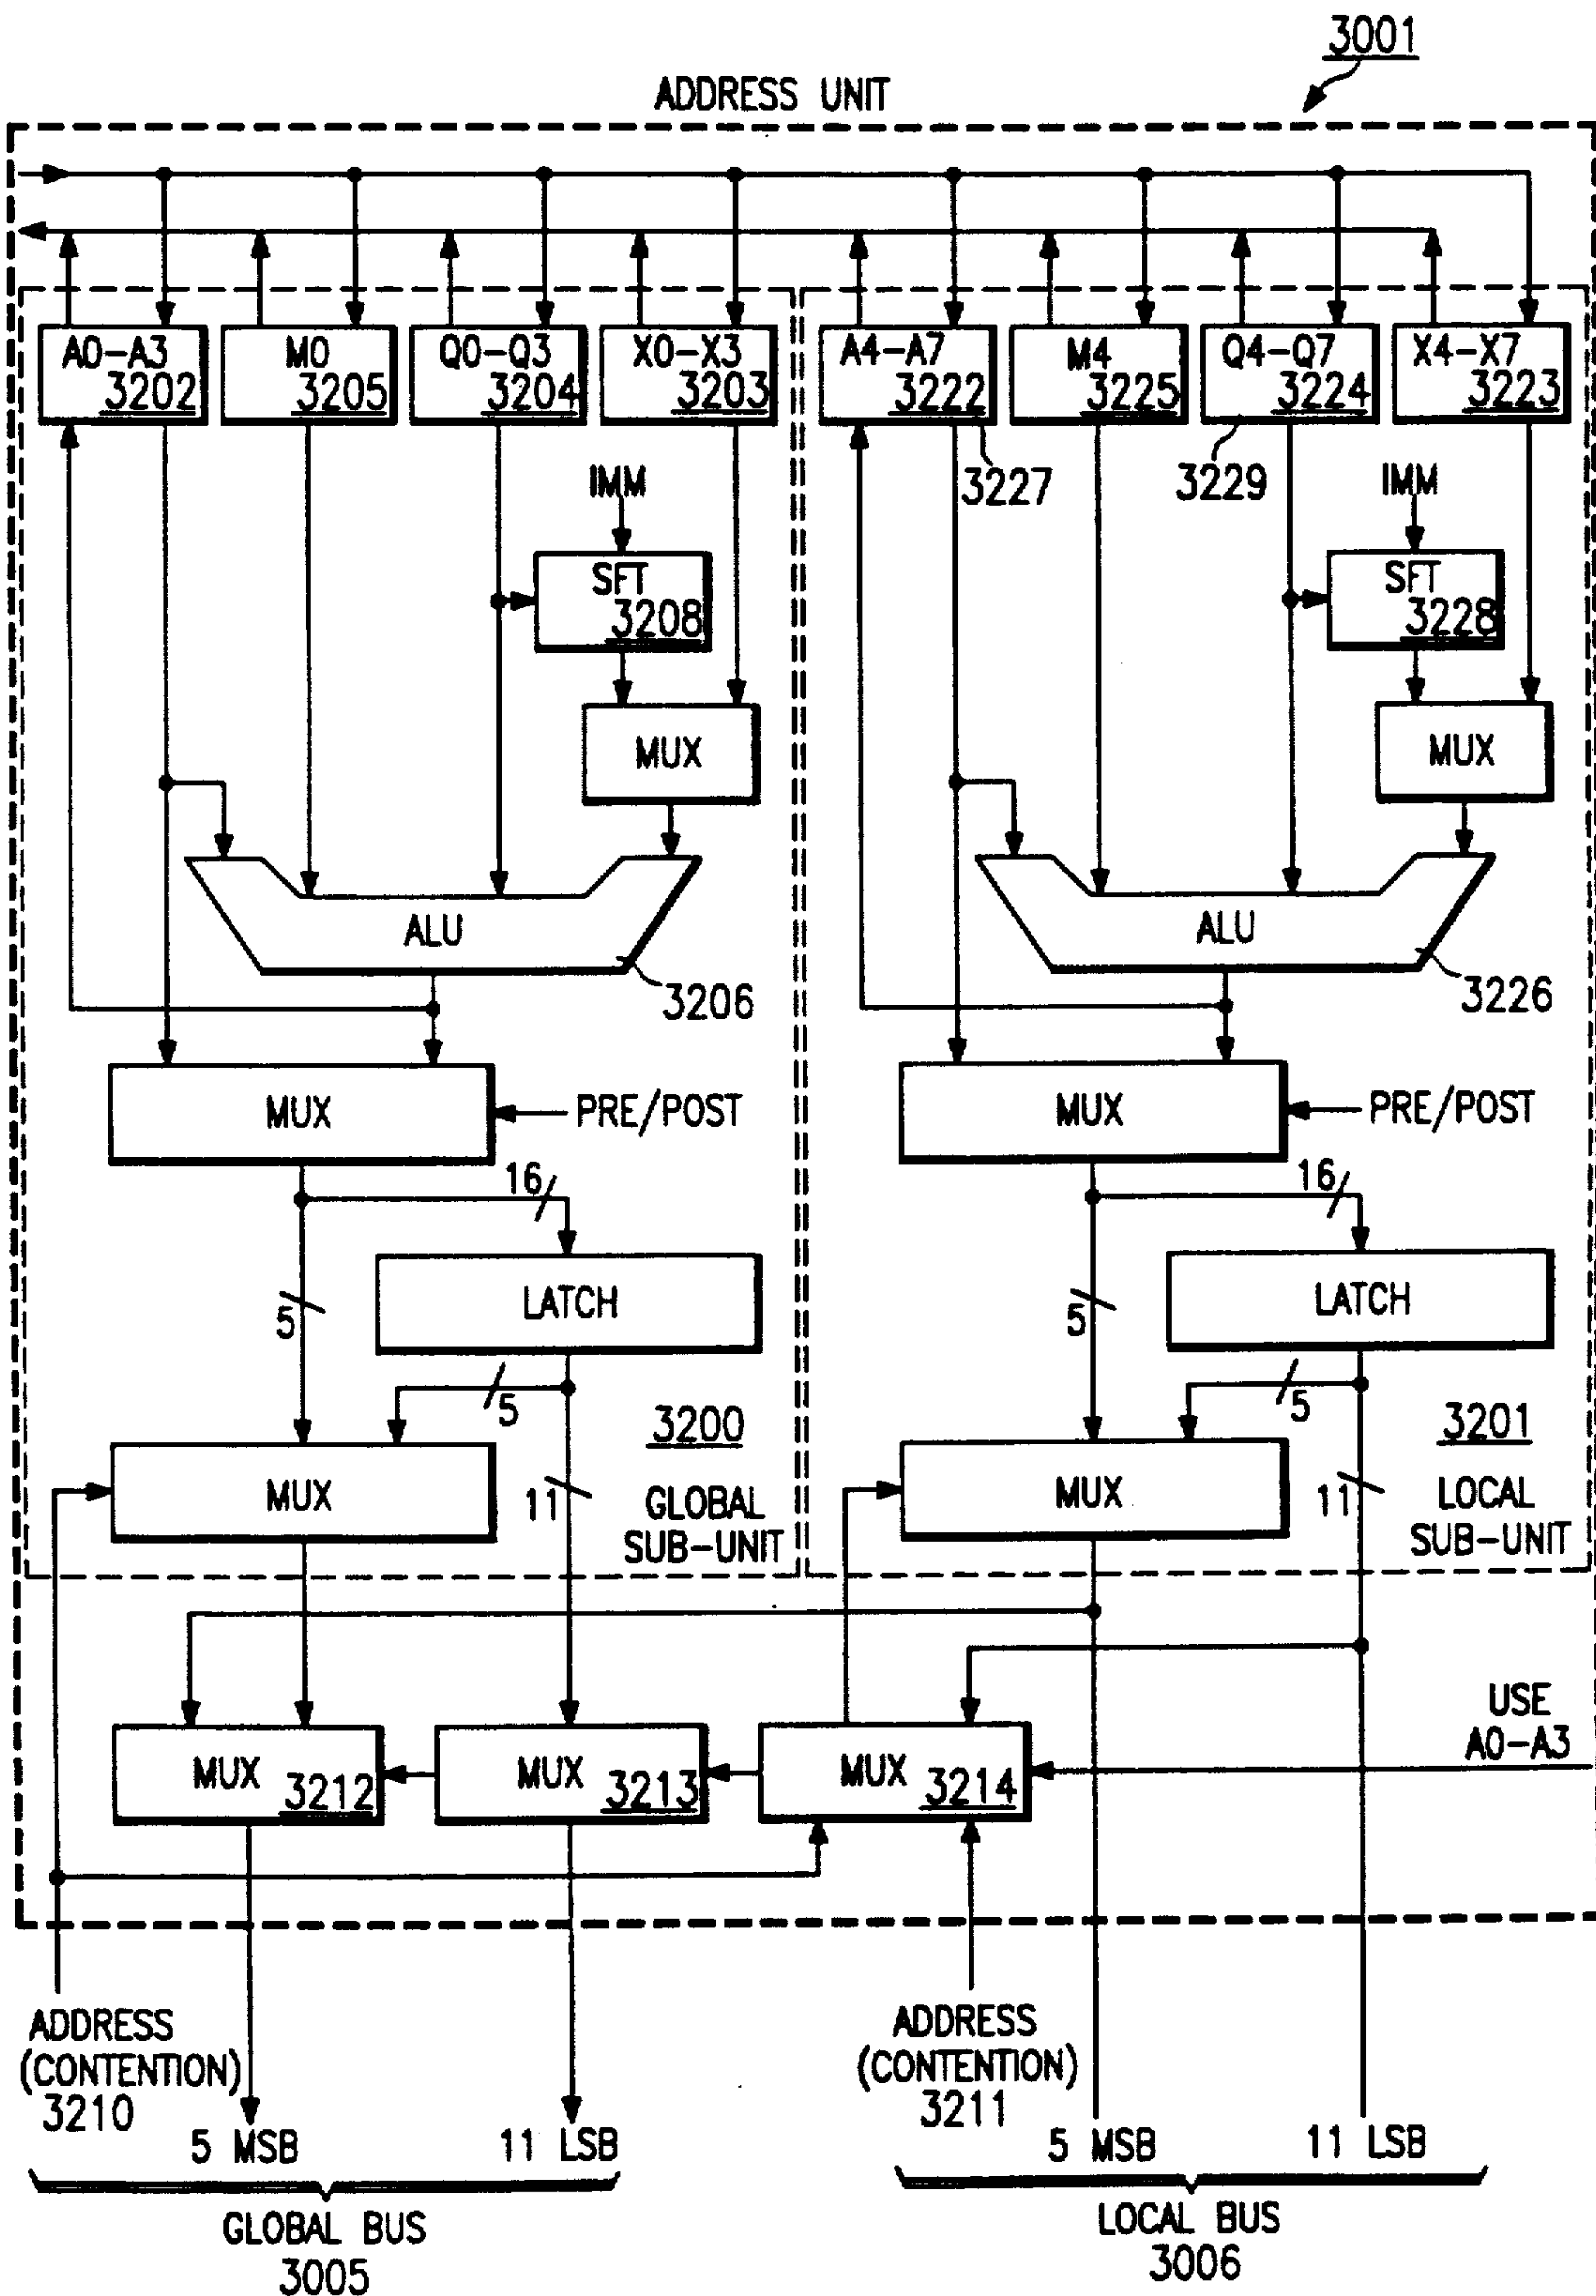 3001
ADDRESS UNIT
A0-A3
3202
M0
3205
Q0-Q3
3204
X0-X3
3203
A4-A7
3222
M4
3225
Q4-Q7
3224
X4-X7
3223
3227
3229
IMM
IMM
SFT
3208
SFT
3228
MUX
MUX
ALU
ALU
3206
3226
MUX
PRE/POST
MUX
PRE/POST
16
16
LATCH
LATCH
5
5
5
5
3200
3201
MUX
11
GLOBAL
SUB-UNIT
MUX
11
LOCAL
SUB-UNIT
USE
A0-A3
MUX
3212
MUX
3213
MUX
3214
ADDRESS
(CONTENTION)
3210
ADDRESS
(CONTENTION)
3211
5 MSB
11 LSB
5 MSB
11 LSB
GLOBAL BUS
3005
LOCAL BUS
3006